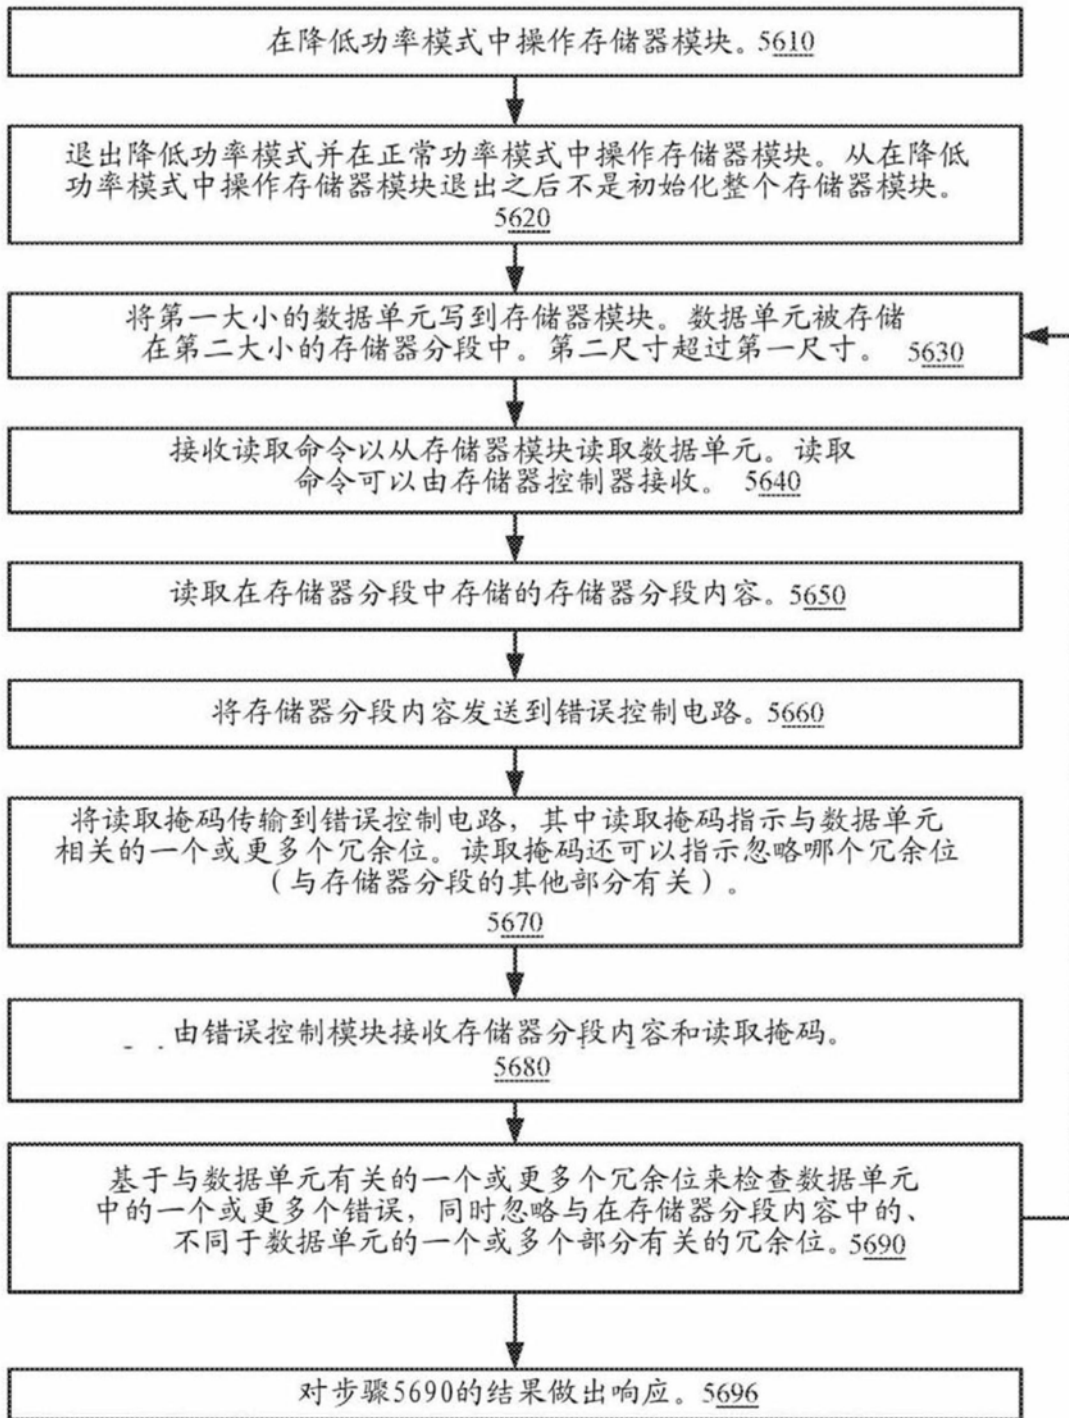 在降低功率模式中操作存储器模块。5610
退出降低功率模式并在正常功率模式中操作存储器模块。从在降低
功率模式中操作存储器模块退出之后不是初始化整个存储器模块。
5620
将第一大小的数据单元写到存储器模块。数据单元被存储
在第二大小的存储器分段中。第二尺寸超过第一尺寸。 5630
接收读取命令以从存储器模块读取数据单元。读取
命令可以由存储器控制器接收。 5640
读取在存储器分段中存储的存储器分段内容。5650
将存储器分段内容发送到错误控制电路。5660
将读取掩码传输到错误控制电路，其中读取掩码指示与数据单元
相关的一个或更多个冗余位。读取掩码还可以指示忽略哪个冗余位
（与存储器分段的其他部分有关）。
5670
由错误控制模块接收存储器分段内容和读取掩码。
5680
基于与数据单元有关的一个或更多个冗余位来检查数据单元
中的一个或更多个错误，同时忽略与在存储器分段内容中的、
不同于数据单元的一个或多个部分有关的冗余位。5690
对步骤5690的结果做出响应。5696